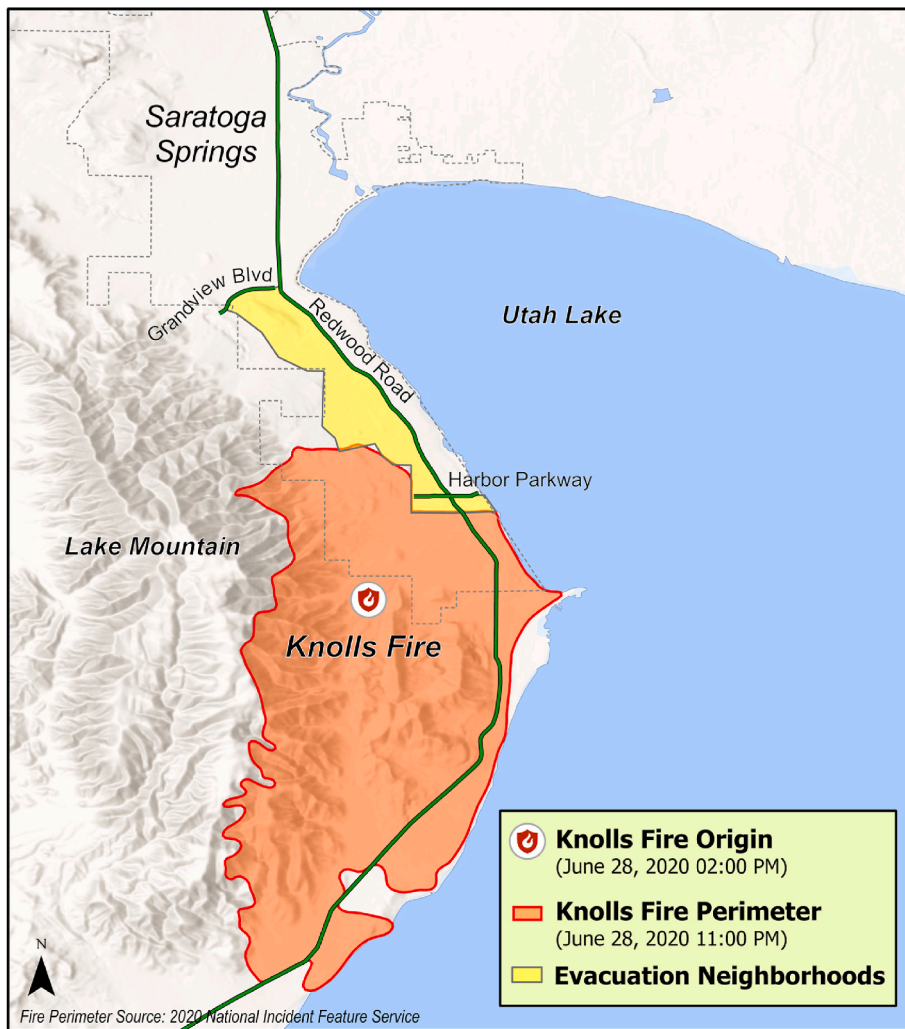 Saratoga
Springs
Grandview Blvd
Redwood Road
Utah Lake
Harbor Parkway
Lake Mountain
Knolls Fire
Knolls Fire Origin
(June 28, 2020 02:00 PM)
Knolls Fire Perimeter
(June 28, 2020 11:00 PM)
Evacuation Neighborhoods
N
Fire Perimeter Source: 2020 National Incident Feature Service